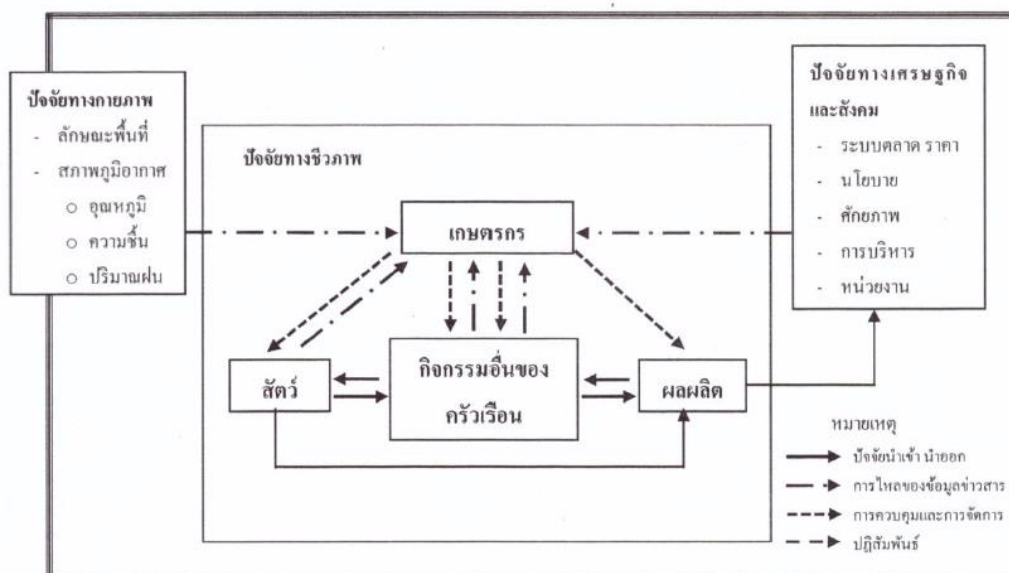 ปัจจัยทางกายภาพ
- ลักษณะพื้นที่
- สภาพภูมิอากาศ
o อุณหภูมิ
o ความชื้น
o ปริมาณฝน
ปัจจัยทางชีวภาพ
เกษตรกร
สัตว์
กิจกรรมอื่นของ
ครัวเรือน
ผลผลิต
ปัจจัยทางเศรษฐกิจ
และสังคม
- ระบบตลาด ราคา
- นโยบาย
- ศักยภาพ
- การบริหาร
- หน่วยงาน
หมายเหตุ
ปัจจัยนำเข้า นำออก
การไหลของข้อมูลข่าวสาร
การควบคุมและการจัดการ
ปฏิสัมพันธ์